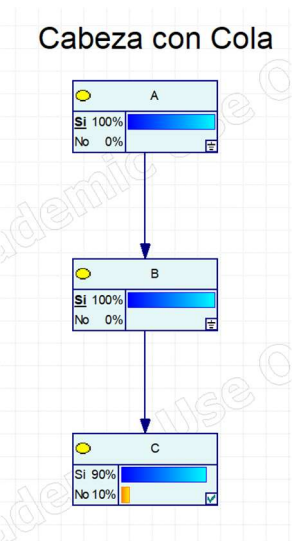 Cabeza con Cola
A
Si 100%
No 0%
B
Si 100%
No 0%
C
Si 90%
No 10%